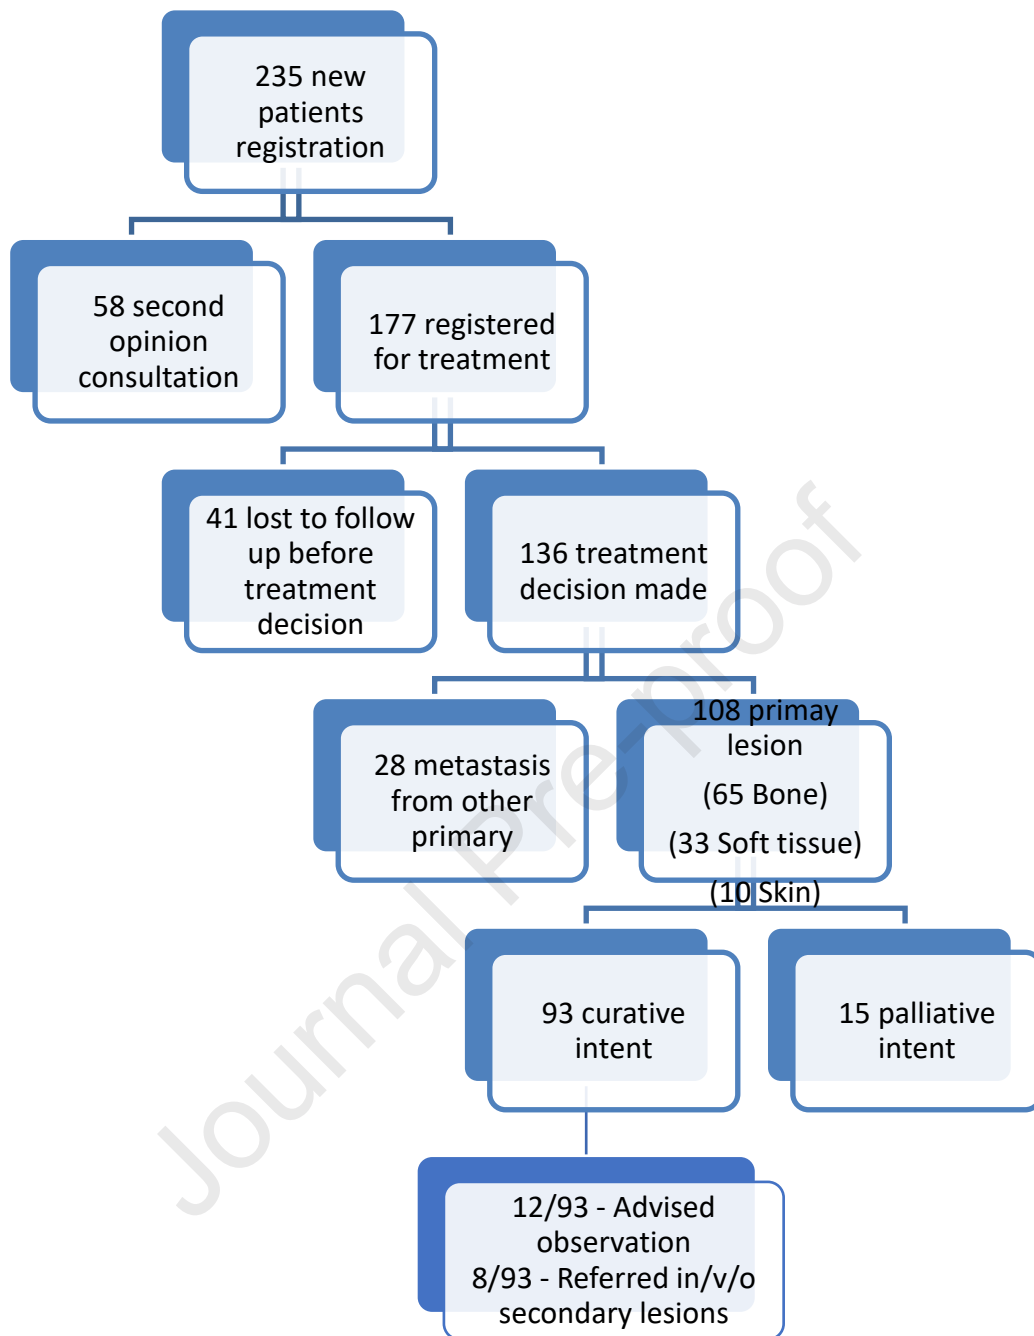 235 new
patients
registration
58 second
opinion
consultation
177 registered
for treatment
41 lost to follow
up before
treatment
decision
136 treatment
decision made
28 metastasis
from other
primary
108 primay
lesion
(65 Bone)
(33 Soft tissue)
(10 Skin)
93 curative
intent
15 palliative
intent
12/93 - Advised
observation
8/93 - Referred in/v/o
secondary lesions
Journal Pre-proof